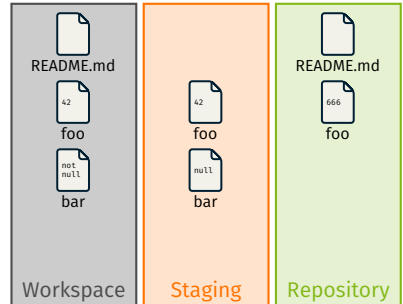 README.md
42
foo
not
null
bar
Workspace
42
foo
null
bar
Staging
README.md
666
foo
Repository